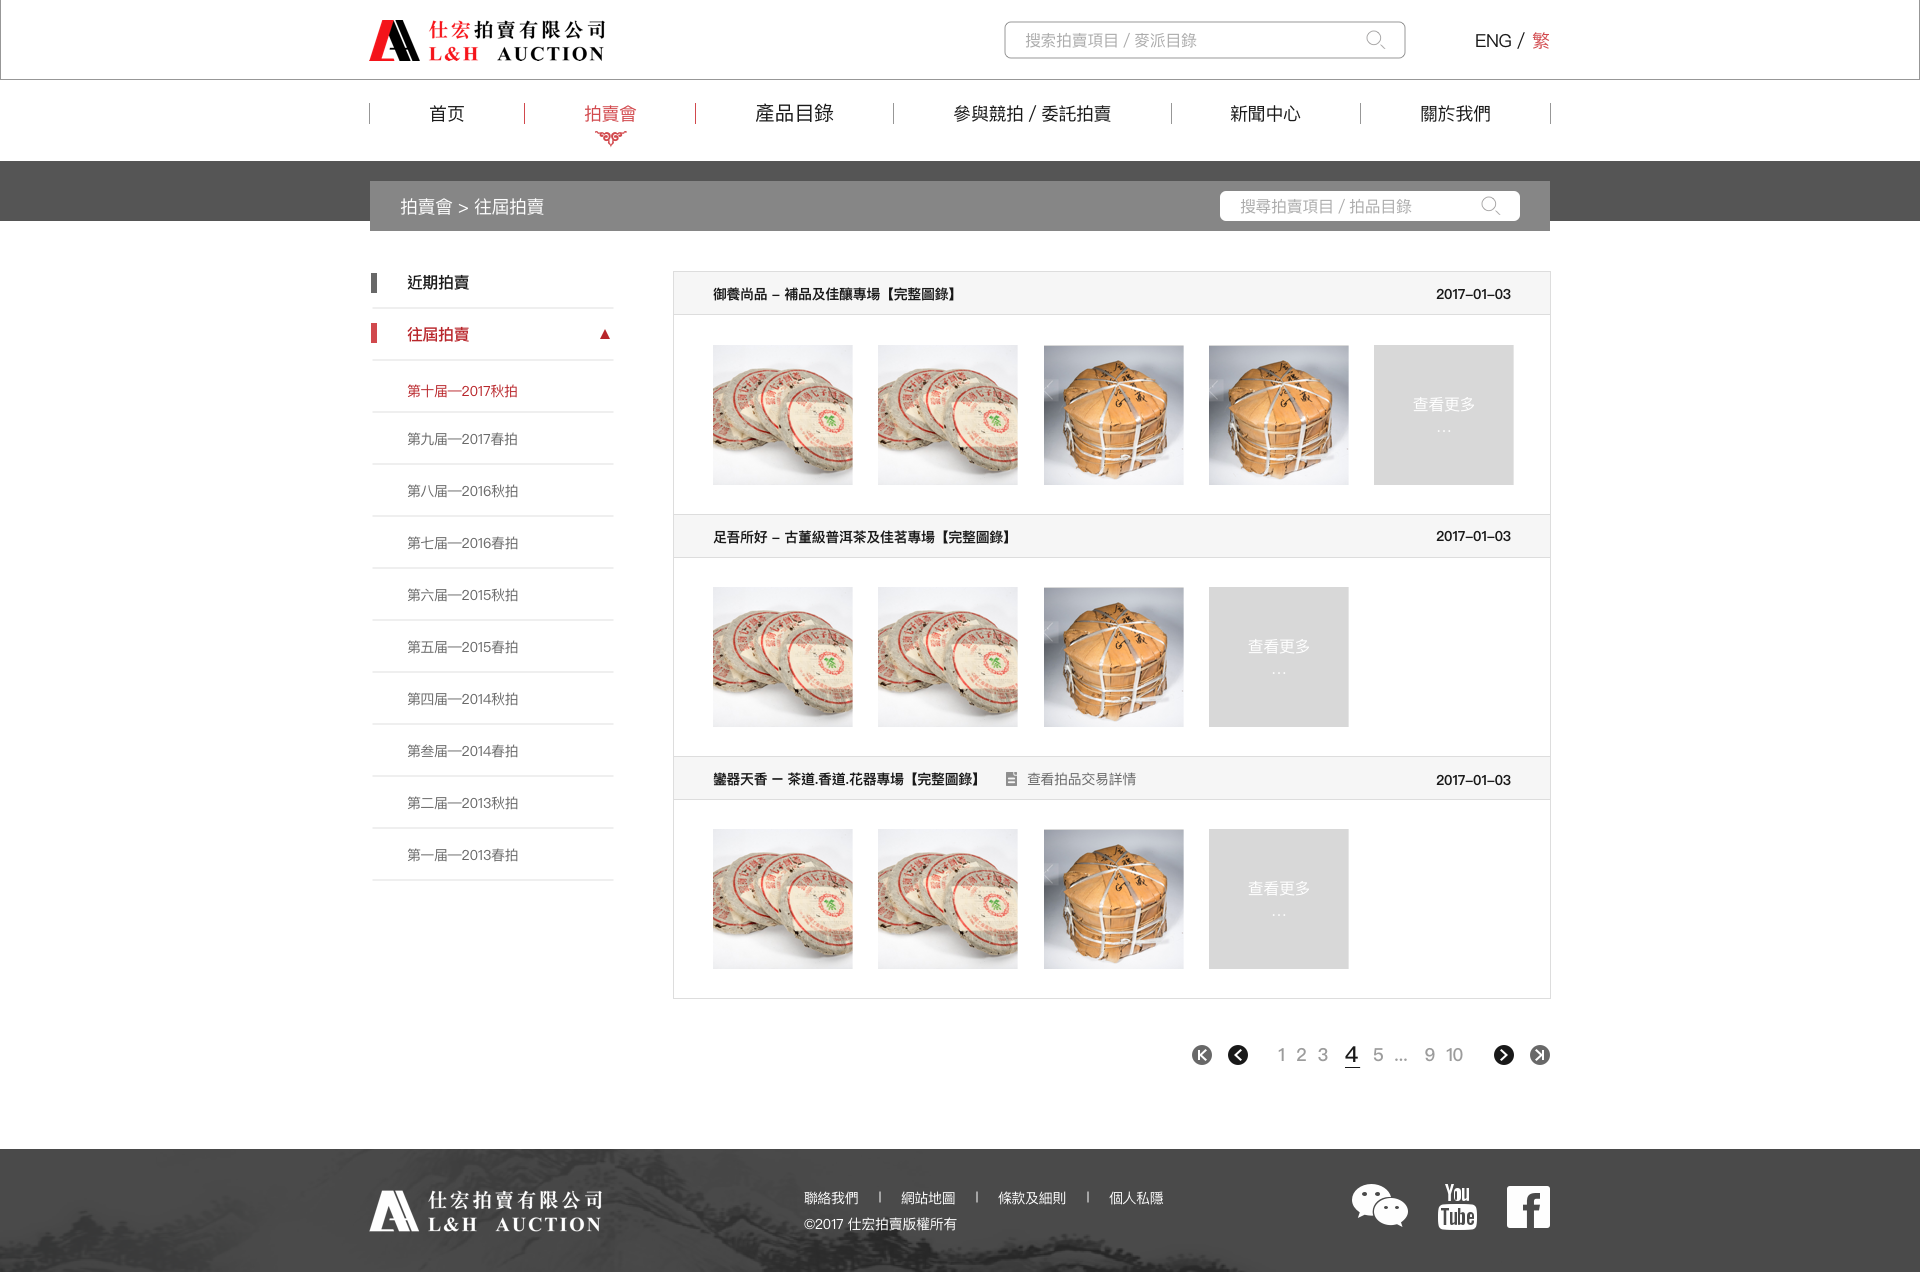 仕宏拍賣有限公司
L&H AUCTION
搜索拍賣項目 / 麥派目錄
ENG / 繁
首页
拍賣會
產品目錄
參與競拍 / 委託拍賣
新聞中心
關於我們
拍賣會 > 往屆拍賣
搜尋拍賣項目 / 拍品目錄
近期拍賣
往屆拍賣
第十届—2017秋拍
第九届—2017春拍
第八届—2016秋拍
第七届—2016春拍
第六届—2015秋拍
第五届—2015春拍
第四届—2014秋拍
第叁届—2014春拍
第二届—2013秋拍
第一届—2013春拍
御養尚品 – 補品及佳釀專場【完整圖錄】 2017–01–03
查看更多
...
足吾所好 – 古董級普洱茶及佳茗專場【完整圖錄】 2017–01–03
查看更多
...
鑾器天香 — 茶道.香道.花器專場【完整圖錄】 查看拍品交易詳情 2017–01–03
查看更多
...
1 2 3 4 5 ... 9 10
仕宏拍賣有限公司
L&H AUCTION
聯絡我們 | 網站地圖 | 條款及細則 | 個人私隱
©2017 仕宏拍賣版權所有
You
Tube